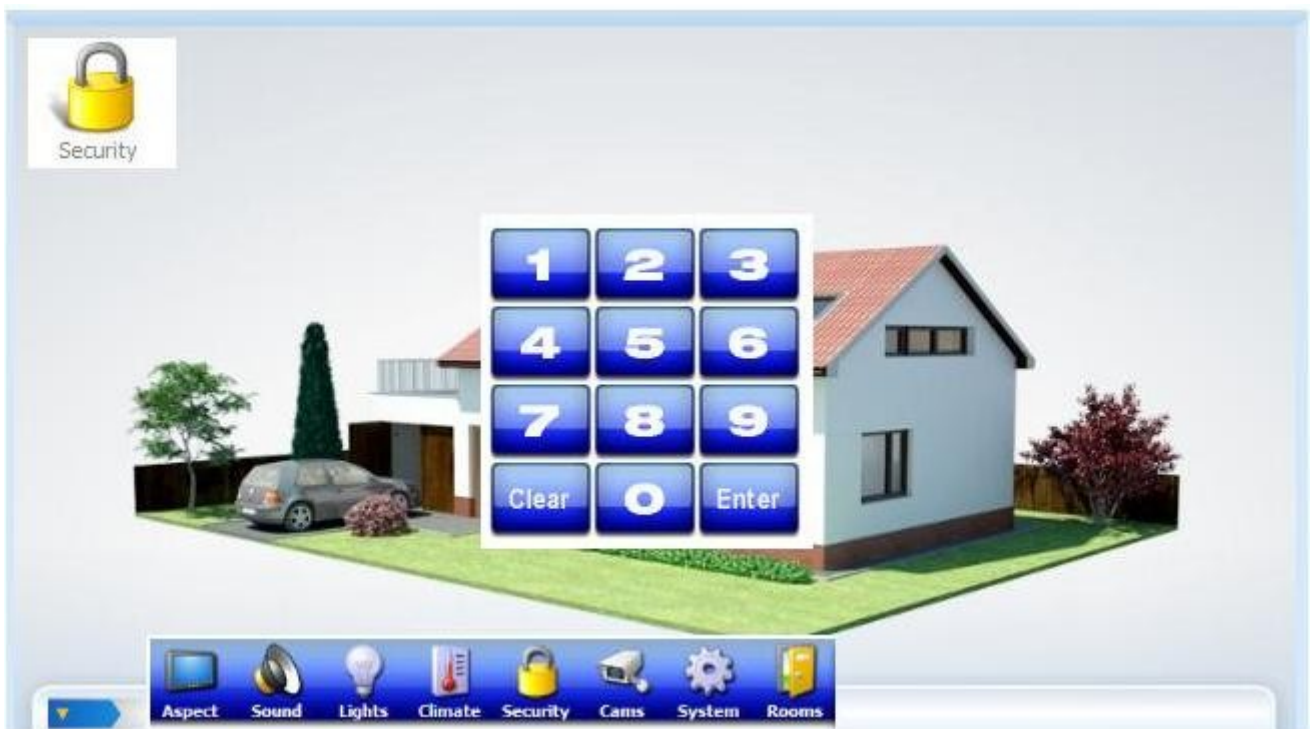 Security
1 2 3
4 5 6
7 8 9
Clear 0 Enter
Aspect Sound Lights Climate Security Cams System Rooms